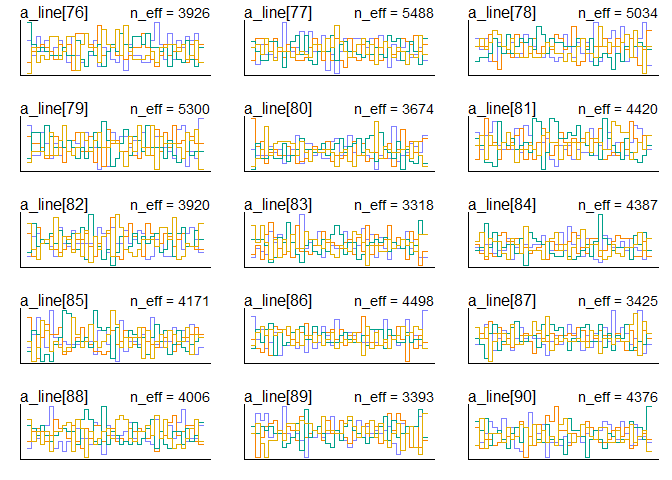 a_line[76] n_eff = 3926 a_line[77] n_eff = 5488 a_line[78] n_eff = 5034
a_line[79] n_eff = 5300 a_line[80] n_eff = 3674 a_line[81] n_eff = 4420
a_line[82] n_eff = 3920 a_line[83] n_eff = 3318 a_line[84] n_eff = 4387
a_line[85] n_eff = 4171 a_line[86] n_eff = 4498 a_line[87] n_eff = 3425
a_line[88] n_eff = 4006 a_line[89] n_eff = 3393 a_line[90] n_eff = 4376